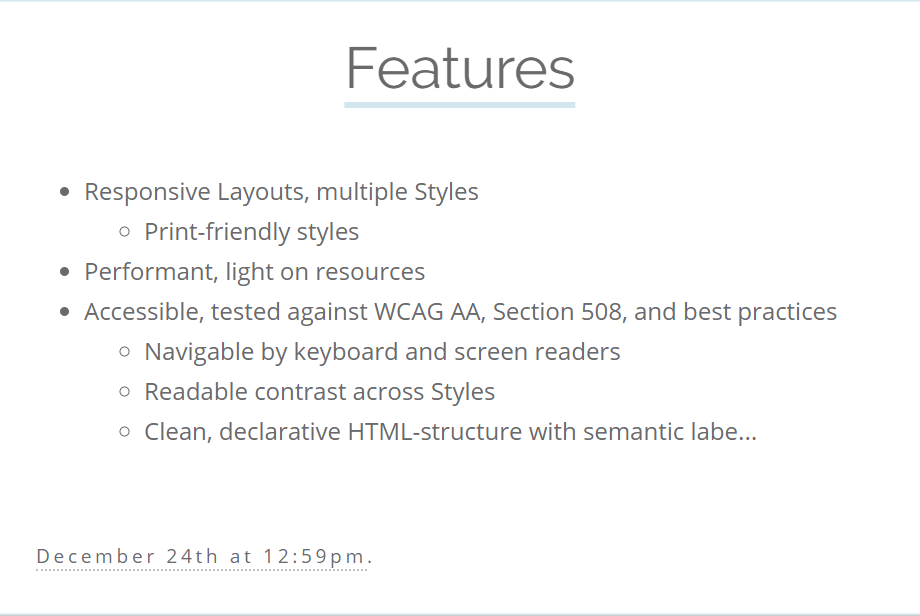 Features
Responsive Layouts, multiple Styles
Print-friendly styles
Performant, light on resources
Accessible, tested against WCAG AA, Section 508, and best practices
Navigable by keyboard and screen readers
Readable contrast across Styles
Clean, declarative HTML-structure with semantic labe...
December 24th at 12:59pm.